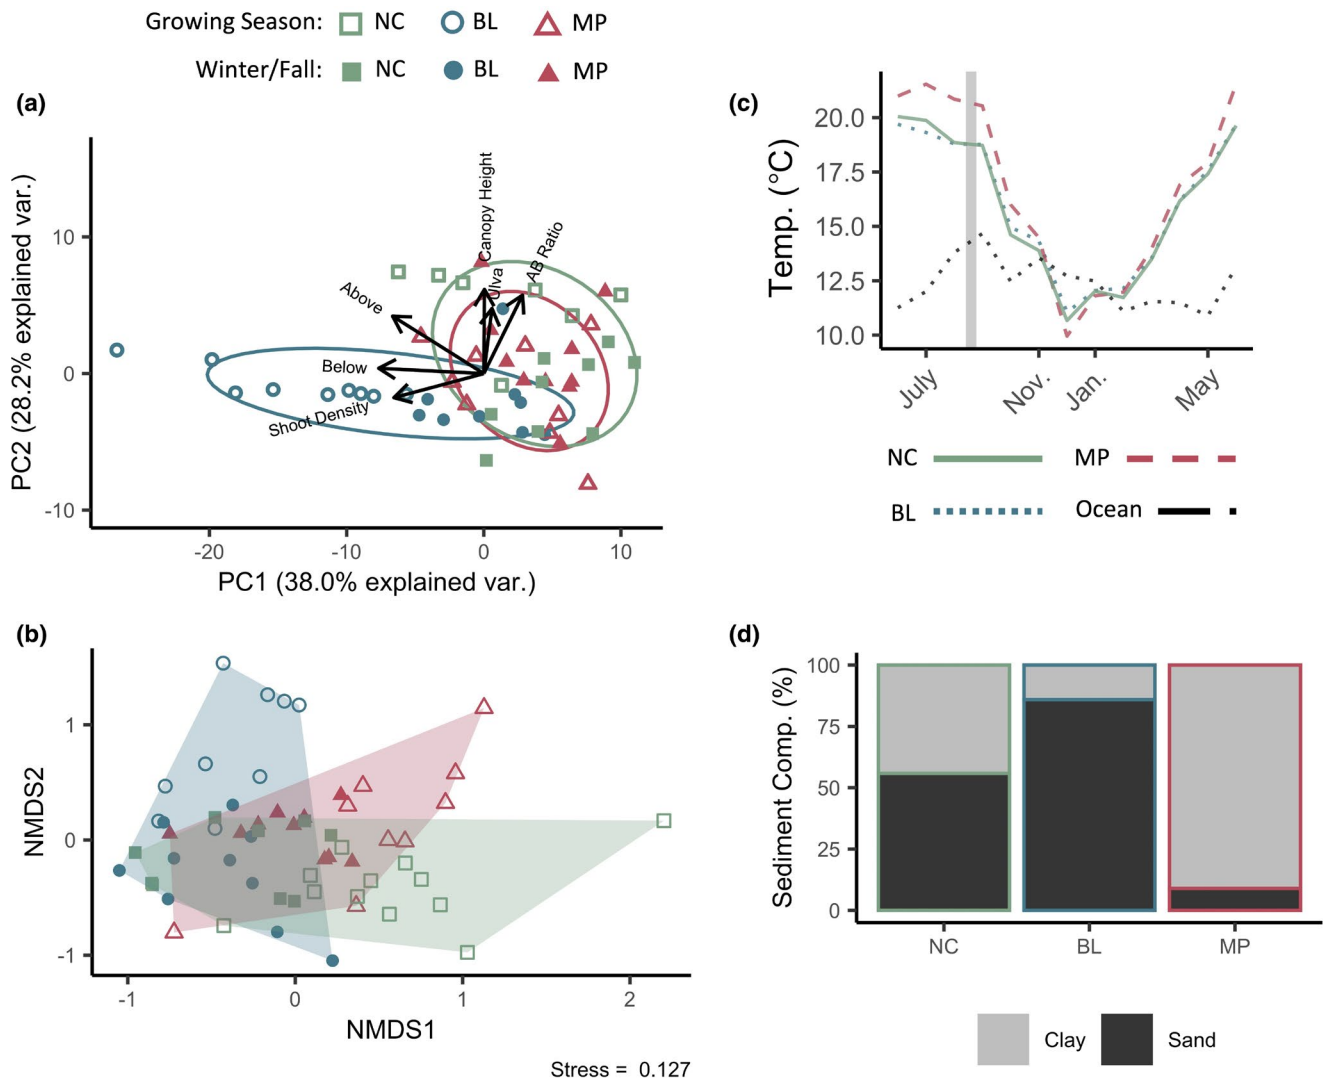 Growing Season: NC BL MP
Winter/Fall: NC BL MP
(a)
PC2 (28.2% explained var.)
10
0
-10
Above
Below
Shoot Density
Canopy Height
Ulva
AB Ratio
-20 -10 0 10
PC1 (38.0% explained var.)
(b)
NMDS2
1
0
-1
-1 0 1 2
NMDS1
Stress = 0.127
(c)
Temp. (°C)
20.0
17.5
15.0
12.5
10.0
July Nov. Jan. May
NC MP
BL Ocean
(d)
Sediment Comp. (%)
100
75
50
25
0
NC BL MP
Clay Sand